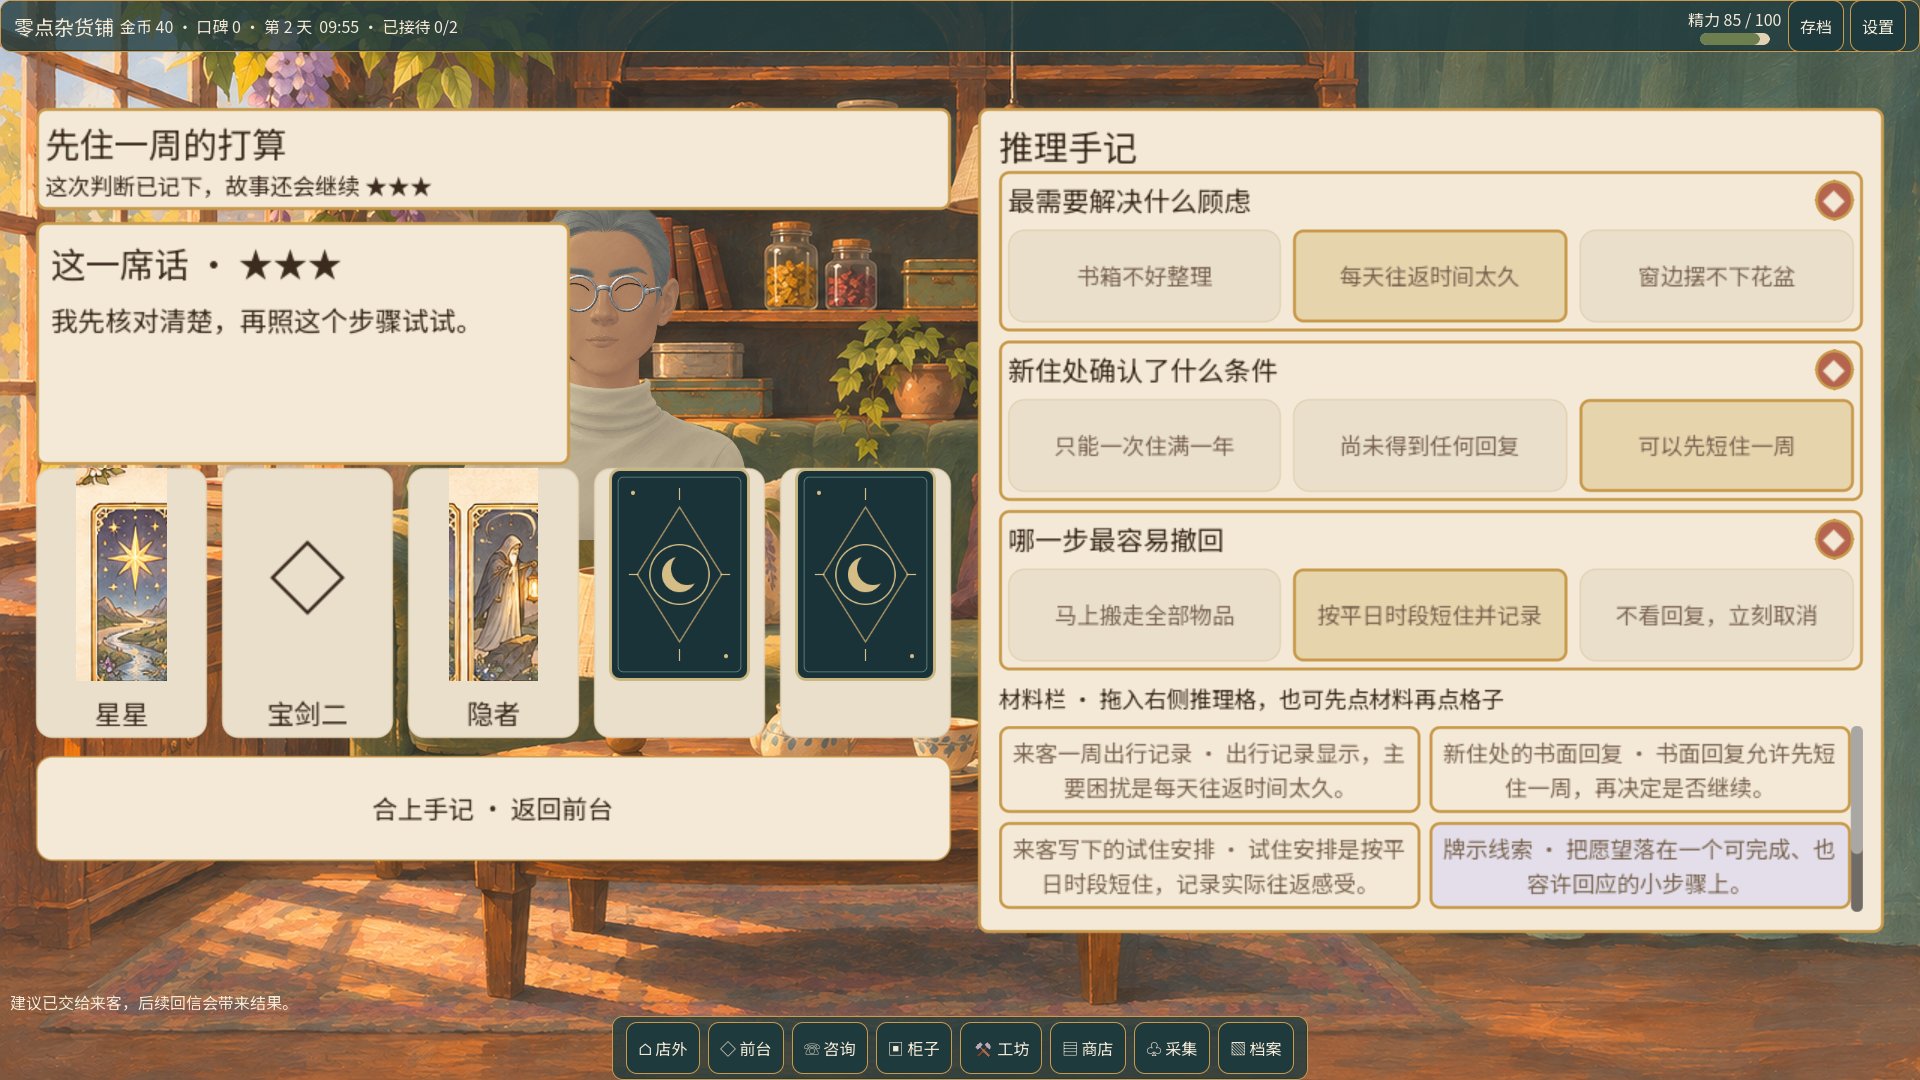 零点杂货铺 金币 40 · 口碑 0 · 第 2 天 09:55 · 已接待 0/2
精力 85 / 100
存档
设置
先住一周的打算
这次判断已记下，故事还会继续 ★★★
这一席话 · ★★★
我先核对清楚，再照这个步骤试试。
星星
宝剑二
隐者
合上手记 · 返回前台
推理手记
最需要解决什么顾虑
书箱不好整理
每天往返时间太久
窗边摆不下花盆
新住处确认了什么条件
只能一次住满一年
尚未得到任何回复
可以先短住一周
哪一步最容易撤回
马上搬走全部物品
按平日时段短住并记录
不看回复，立刻取消
材料栏 · 拖入右侧推理格，也可先点材料再点格子
来客一周出行记录 · 出行记录显示，主
要困扰是每天往返时间太久。
新住处的书面回复 · 书面回复允许先短
住一周，再决定是否继续。
来客写下的试住安排 · 试住安排是按平
日时段短住，记录实际往返感受。
牌示线索 · 把愿望落在一个可完成、也
容许回应的小步骤上。
建议已交给来客，后续回信会带来结果。
店外
前台
咨询
柜子
工坊
商店
采集
档案